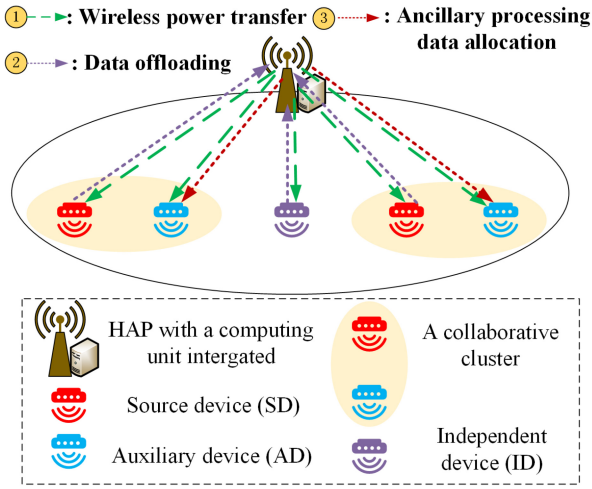 ① : Wireless power transfer ③ : Ancillary processing
data allocation
② : Data offloading
HAP with a computing
unit intergated
A collaborative
cluster
Source device (SD)
Auxiliary device (AD)
Independent
device (ID)